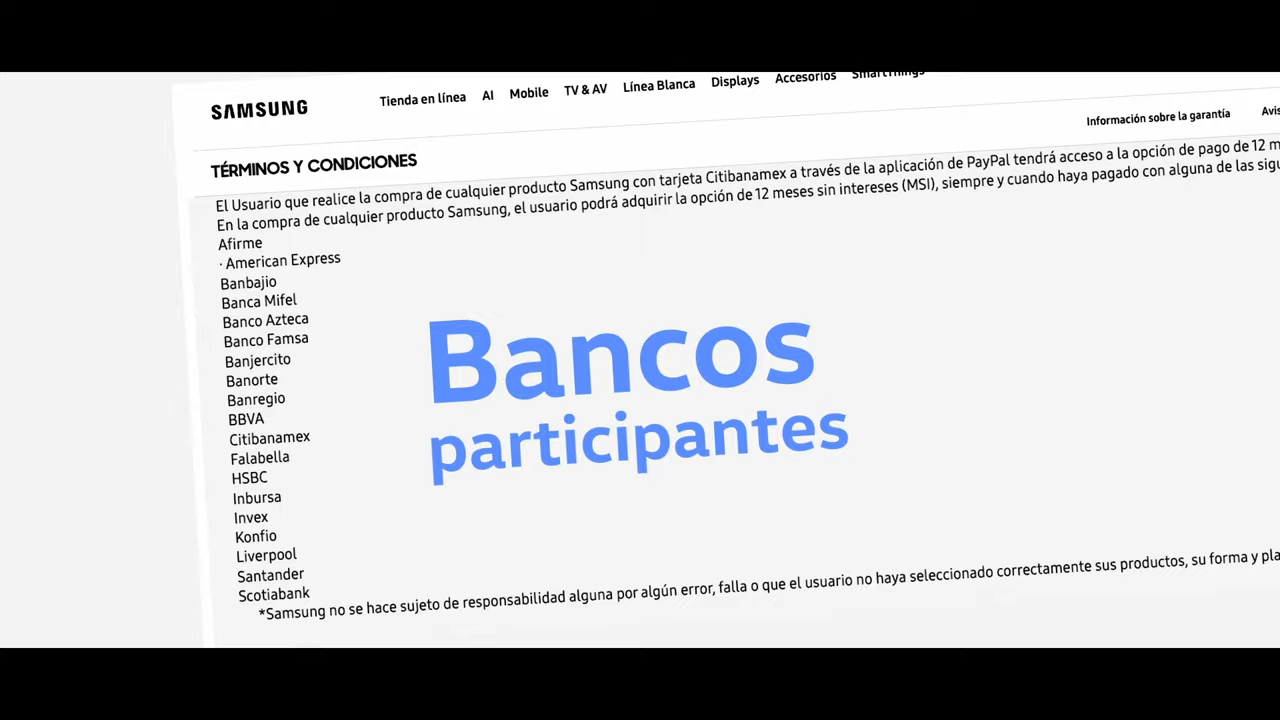 SAMSUNG
Tienda en línea AI Mobile TV & AV Línea Blanca Displays Accesorios SmartThings
Información sobre la garantía
TÉRMINOS Y CONDICIONES
El Usuario que realice la compra de cualquier producto Samsung con tarjeta Citibanamex a través de la aplicación de PayPal tendrá acceso a la opción de pago de 12 m
En la compra de cualquier producto Samsung, el usuario podrá adquirir la opción de 12 meses sin intereses (MSI), siempre y cuando haya pagado con alguna de las
Afirme
· American Express
Banbajio
Banca Mifel
Banco Azteca
Banco Famsa
Banjercito
Banorte
Banregio
BBVA
Citibanamex
Falabella
HSBC
Inbursa
Invex
Konfio
Liverpool
Santander
Scotiabank
Bancos
participantes
*Samsung no se hace sujeto de responsabilidad alguna por algún error, falla o que el usuario no haya seleccionado correctamente sus productos, su forma y